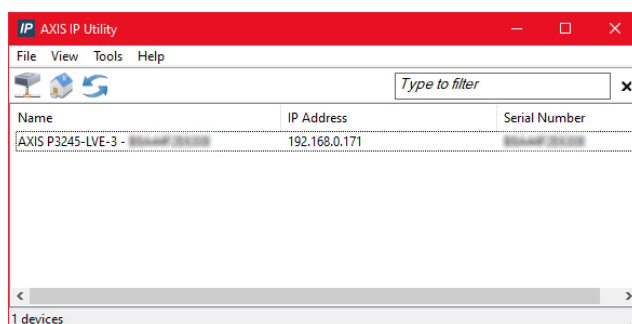 IP AXIS IP Utility
File View Tools Help
Type to filter
Name IP Address Serial Number
AXIS P3245-LVE-3 - 192.168.0.171
1 devices